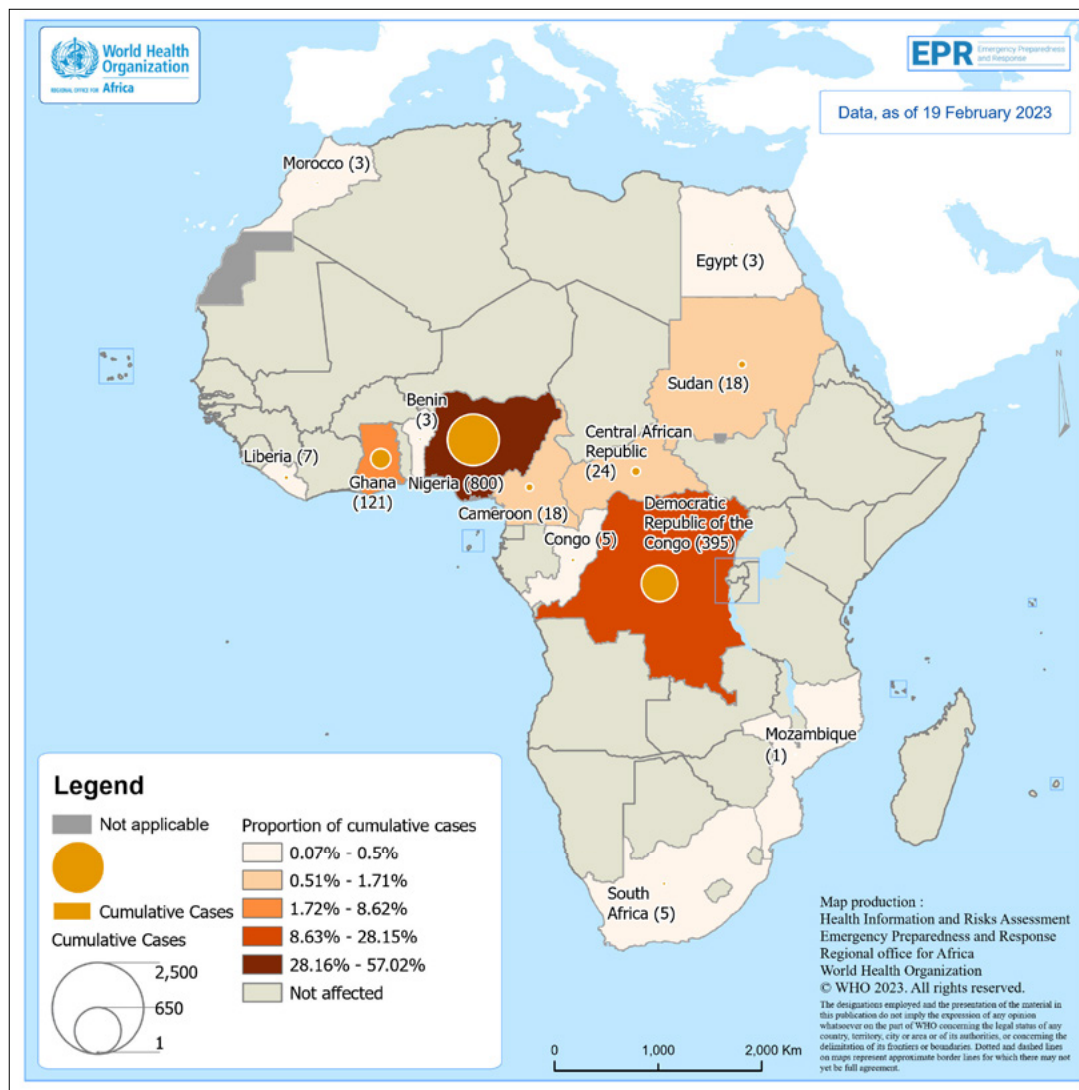 World Health
Organization
REGIONAL OFFICE FOR Africa
EPR Emergency Preparedness
and Response
Data, as of 19 February 2023
Morocco (3)
Egypt (3)
Sudan (18)
Benin
(3)
Central African
Republic
(24)
Liberia (7)
Ghana
(121)
Nigeria (800)
Cameroon (18)
Democratic
Republic of the
Congo (395)
Congo (5)
Mozambique
(1)
South
Africa (5)
N
Legend
Not applicable
Cumulative Cases
Cumulative Cases
2,500
650
1
Proportion of cumulative cases
0.07% - 0.5%
0.51% - 1.71%
1.72% - 8.62%
8.63% - 28.15%
28.16% - 57.02%
Not affected
0 1,000 2,000 Km
Map production :
Health Information and Risks Assessment
Emergency Preparedness and Response
Regional office for Africa
World Health Organization
© WHO 2023. All rights reserved.
The designations employed and the presentation of the material in
this publication do not imply the expression of any opinion
whatsoever on the part of WHO concerning the legal status of any
country, territory, city or area or of its authorities, or concerning the
delimitation of its frontiers or boundaries. Dotted and dashed lines
on maps represent approximate border lines for which there may not
yet be full agreement.